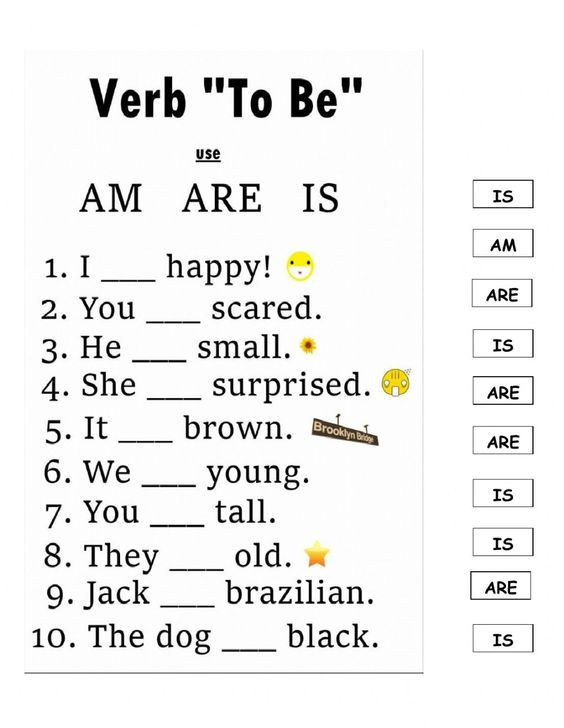 Verb "To Be"
use
AM ARE IS
1. I ___ happy!
2. You ___ scared.
3. He ___ small.
4. She ___ surprised.
5. It ___ brown.
Brooklyn Bridge
6. We ___ young.
7. You ___ tall.
8. They ___ old.
9. Jack ___ brazilian.
10. The dog ___ black.
IS
AM
ARE
IS
ARE
ARE
IS
IS
ARE
IS